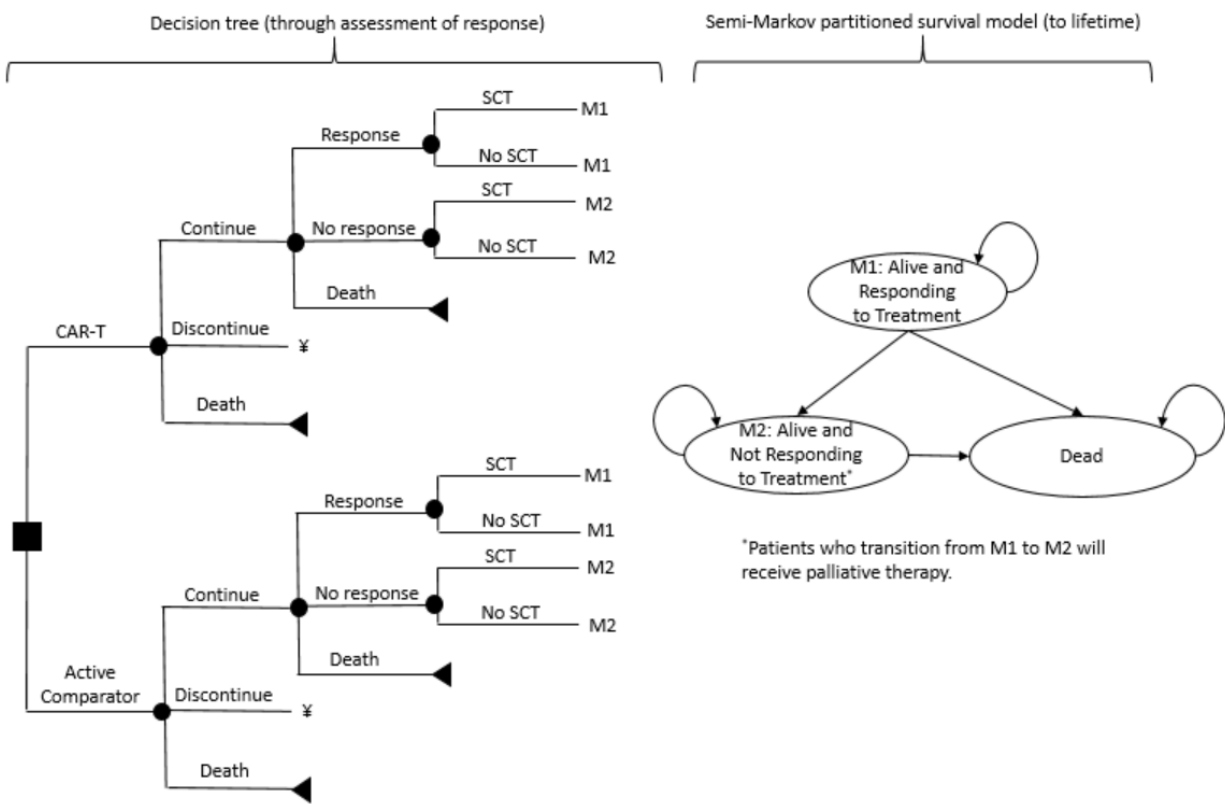 Decision tree (through assessment of response)
Semi-Markov partitioned survival model (to lifetime)
SCT
M1
Response
No SCT
M1
SCT
M2
Continue
No response
No SCT
M2
Death
CAR-T
Discontinue
¥
Death
SCT
M1
Response
No SCT
M1
SCT
M2
Continue
No response
No SCT
M2
Death
Active
Comparator
Discontinue
¥
Death
M1: Alive and
Responding
to Treatment
M2: Alive and
Not Responding
to Treatment*
Dead
*Patients who transition from M1 to M2 will
receive palliative therapy.